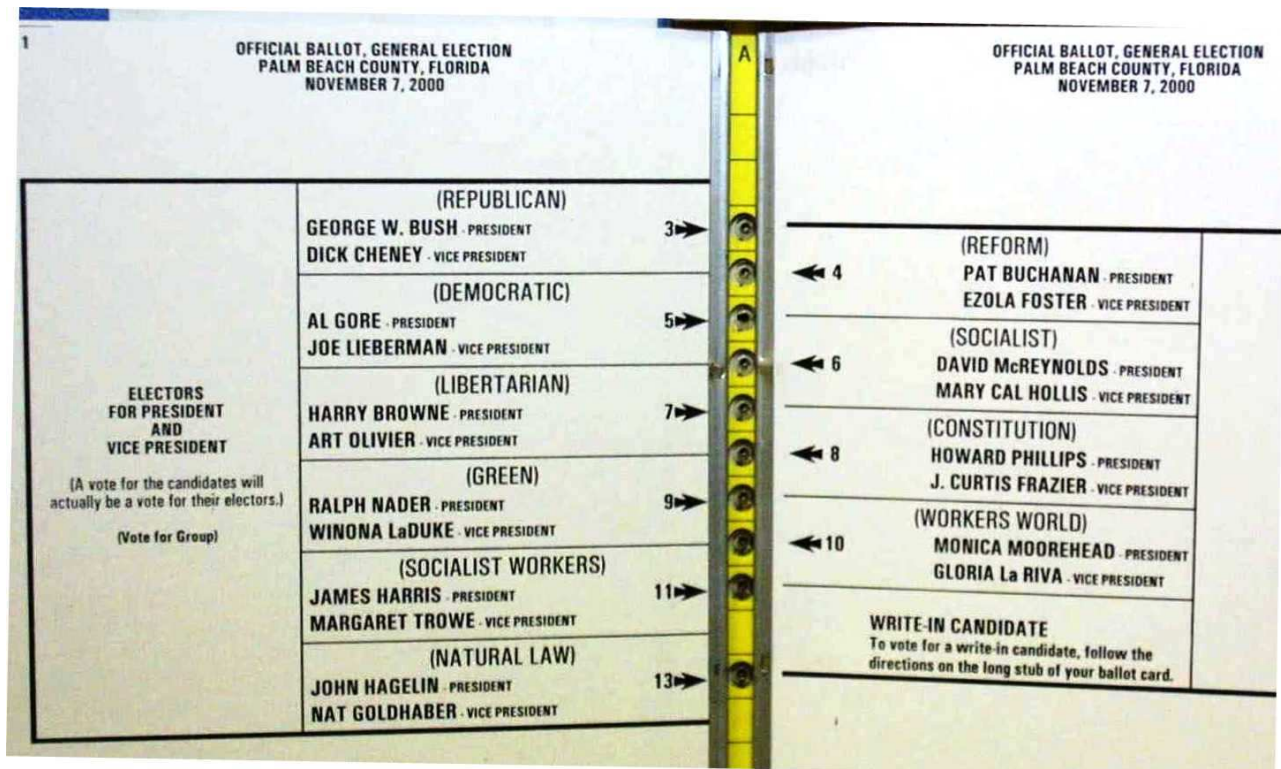 1
OFFICIAL BALLOT, GENERAL ELECTION
PALM BEACH COUNTY, FLORIDA
NOVEMBER 7, 2000
ELECTORS
FOR PRESIDENT
AND
VICE PRESIDENT
(A vote for the candidates will
actually be a vote for their electors.)
(Vote for Group)
(REPUBLICAN)
GEORGE W. BUSH - PRESIDENT 3
DICK CHENEY - VICE PRESIDENT
(DEMOCRATIC)
AL GORE - PRESIDENT 5
JOE LIEBERMAN - VICE PRESIDENT
(LIBERTARIAN)
HARRY BROWNE - PRESIDENT 7
ART OLIVIER - VICE PRESIDENT
(GREEN)
RALPH NADER - PRESIDENT 9
WINONA LaDUKE - VICE PRESIDENT
(SOCIALIST WORKERS)
JAMES HARRIS - PRESIDENT 11
MARGARET TROWE - VICE PRESIDENT
(NATURAL LAW)
JOHN HAGELIN - PRESIDENT 13
NAT GOLDHABER - VICE PRESIDENT
A
OFFICIAL BALLOT, GENERAL ELECTION
PALM BEACH COUNTY, FLORIDA
NOVEMBER 7, 2000
(REFORM)
4 PAT BUCHANAN - PRESIDENT
EZOLA FOSTER - VICE PRESIDENT
(SOCIALIST)
6 DAVID McREYNOLDS - PRESIDENT
MARY CAL HOLLIS - VICE PRESIDENT
(CONSTITUTION)
8 HOWARD PHILLIPS - PRESIDENT
J. CURTIS FRAZIER - VICE PRESIDENT
(WORKERS WORLD)
10 MONICA MOOREHEAD - PRESIDENT
GLORIA La RIVA - VICE PRESIDENT
WRITE-IN CANDIDATE
To vote for a write-in candidate, follow the
directions on the long stub of your ballot card.